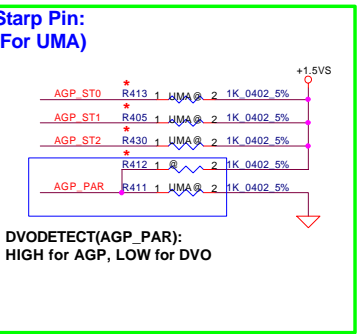 Starp Pin:
(For UMA)
+1.5VS
*
AGP_ST0 R413 1 UMA@ 2 1K_0402_5%
*
AGP_ST1 R405 1 UMA@ 2 1K_0402_5%
AGP_ST2 R430 1 UMA@ 2 1K_0402_5%
*
R412 1 @ 2 1K_0402_5%
AGP_PAR R411 1 UMA@ 2 1K_0402_5%
DVODETECT(AGP_PAR):
HIGH for AGP, LOW for DVO